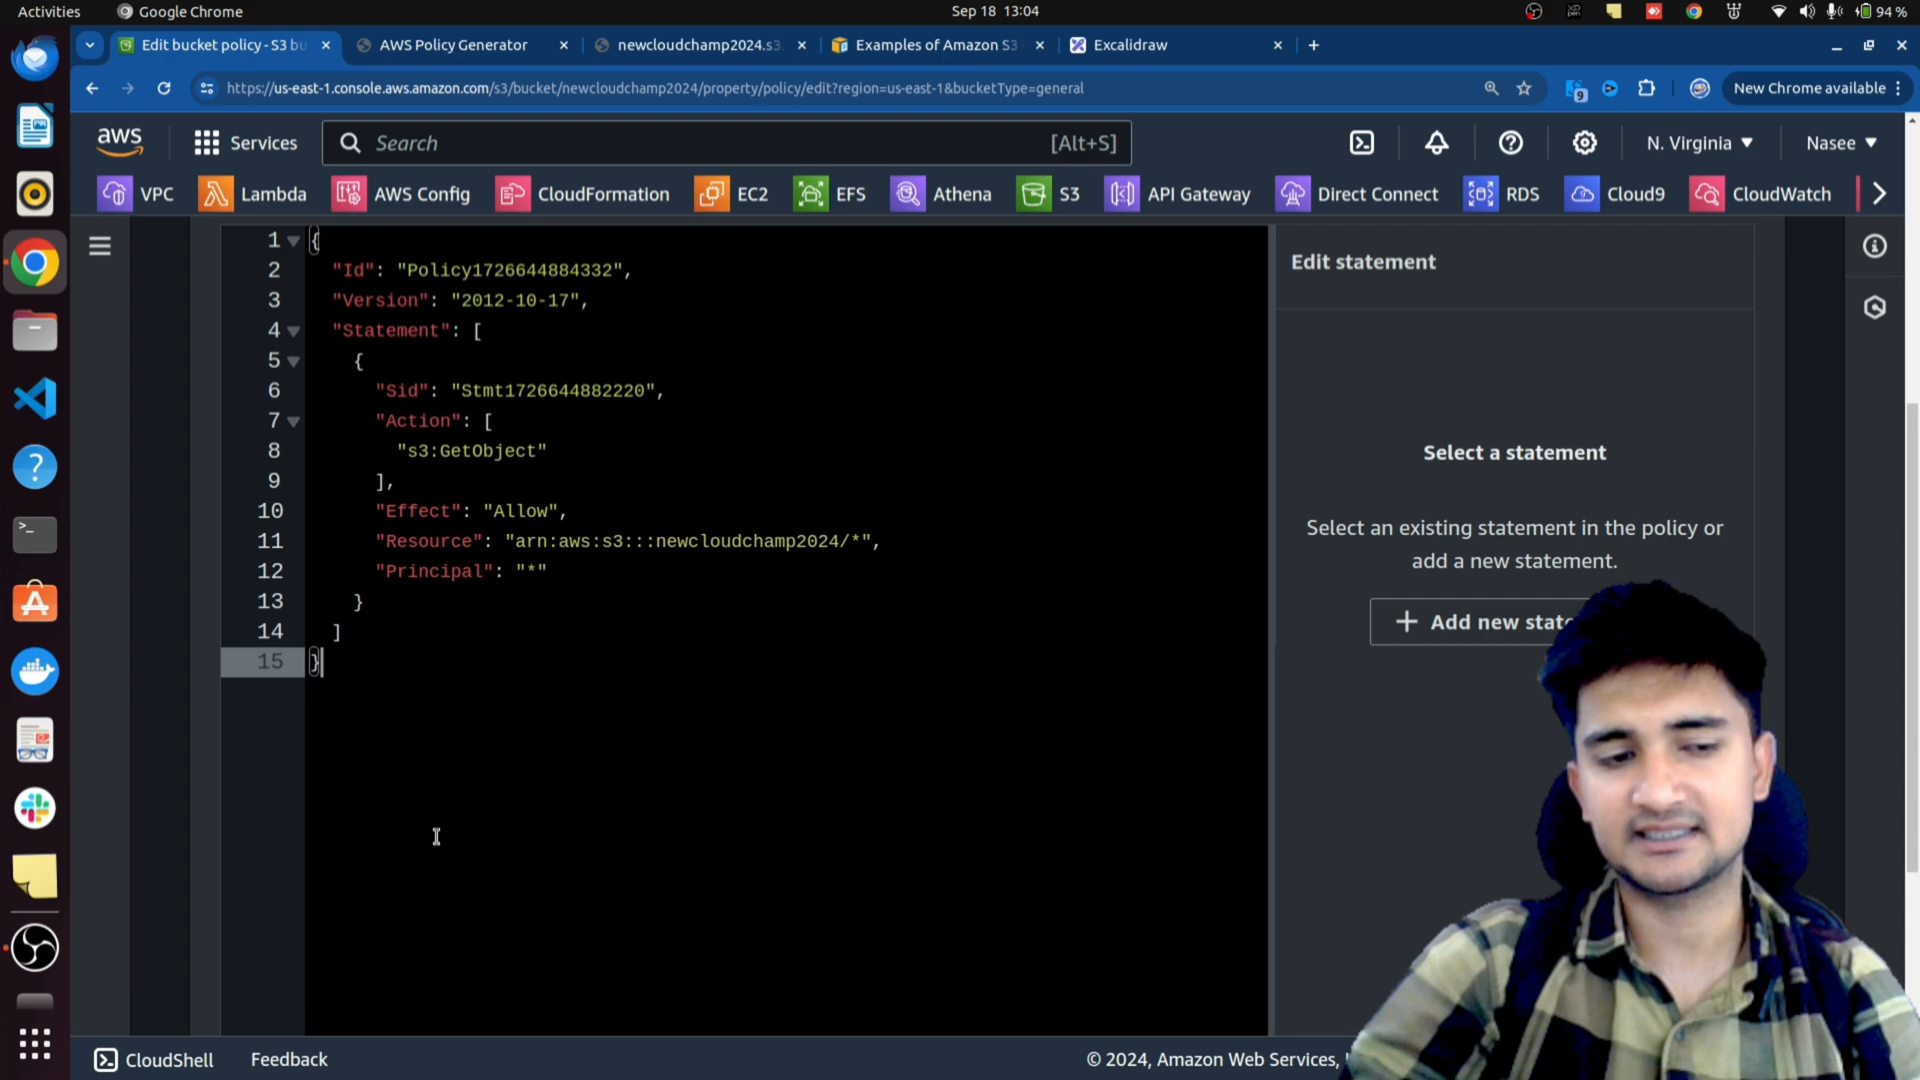 Activities
Google Chrome
Sep 18 13:04
94 %
Edit bucket policy - S3 bu
AWS Policy Generator
newcloudchamp2024.s3.
Examples of Amazon S3
Excalidraw
https://us-east-1.console.aws.amazon.com/s3/bucket/newcloudchamp2024/property/policy/edit?region=us-east-1&bucketType=general
9
New Chrome available
aws
Services
Search
[Alt+S]
N. Virginia
Nasee
VPC
Lambda
AWS Config
CloudFormation
EC2
EFS
Athena
S3
API Gateway
Direct Connect
RDS
Cloud9
CloudWatch
1 {
2 "Id": "Policy1726644884332",
3 "Version": "2012-10-17",
4 "Statement": [
5 {
6 "Sid": "Stmt1726644882220",
7 "Action": [
8 "s3:GetObject"
9 ],
10 "Effect": "Allow",
11 "Resource": "arn:aws:s3:::newcloudchamp2024/*",
12 "Principal": "*"
13 }
14 ]
15 }
Edit statement
Select a statement
Select an existing statement in the policy or
add a new statement.
+ Add new state
CloudShell
Feedback
© 2024, Amazon Web Services,